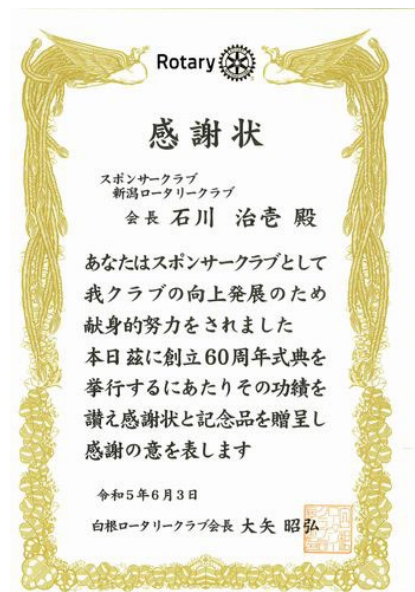 Rotary
感謝状
スポンサークラブ
新潟ロータリークラブ
会長 石川 治壱 殿
あなたはスポンサークラブとして
我クラブの向上発展のため
献身的努力をされました
本日茲に創立60周年式典を
挙行するにあたりその功績を
讃え感謝状と記念品を贈呈し
感謝の意を表します
令和5年6月3日
白根ロータリークラブ会長 大矢 昭弘